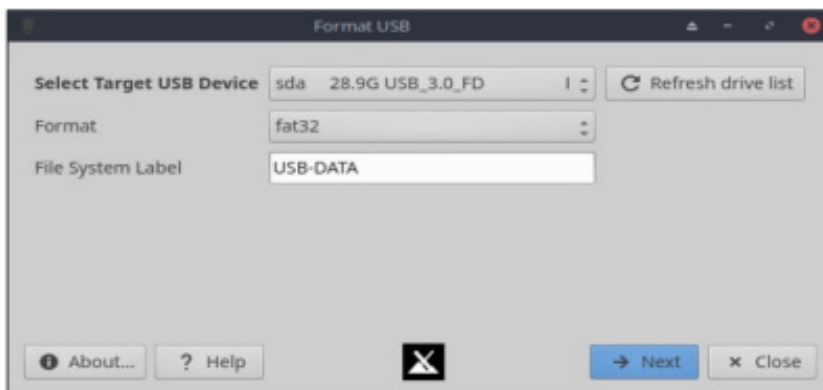 Format USB
Select Target USB Device sda 28.9G USB_3.0_FD Refresh drive list
Format fat32
File System Label USB-DATA
About... ? Help Next Close